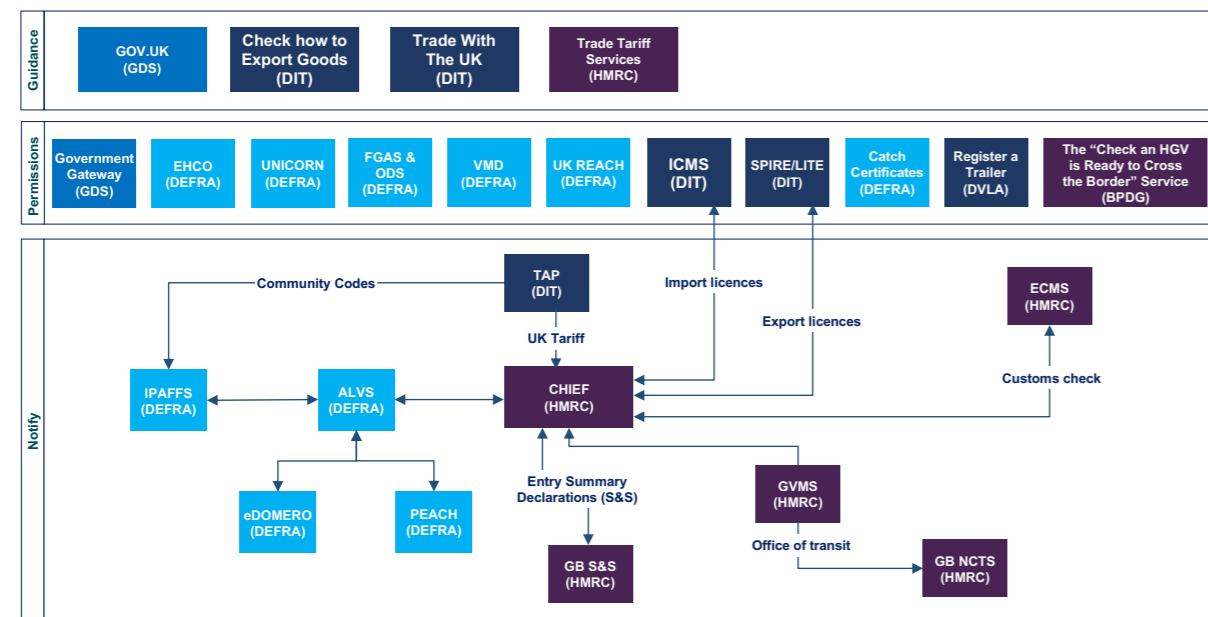 Guidance
GOV.UK
(GDS)
Check how to
Export Goods
(DIT)
Trade With
The UK
(DIT)
Trade Tariff
Services
(HMRC)
Permissions
Government
Gateway
(GDS)
EHCO
(DEFRA)
UNICORN
(DEFRA)
FGAS &
ODS
(DEFRA)
VMD
(DEFRA)
UK REACH
(DEFRA)
ICMS
(DIT)
SPIRE/LITE
(DIT)
Catch
Certificates
(DEFRA)
Register a
Trailer
(DVLA)
The “Check an HGV
is Ready to Cross
the Border” Service
(BPDG)
Notify
TAP
(DIT)
Community Codes
Import licences
ECMS
(HMRC)
Export licences
UK Tariff
IPAFFS
(DEFRA)
ALVS
(DEFRA)
CHIEF
(HMRC)
Customs check
eDOMERO
(DEFRA)
PEACH
(DEFRA)
Entry Summary
Declarations (S&S)
GVMS
(HMRC)
Office of transit
GB S&S
(HMRC)
GB NCTS
(HMRC)